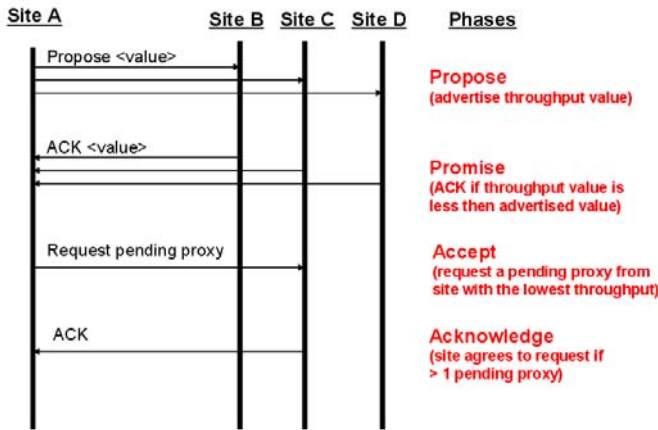 Site A Site B Site C Site D Phases
Propose <value>
Propose
(advertise throughput value)
ACK <value>
Promise
(ACK if throughput value is
less then advertised value)
Request pending proxy
Accept
(request a pending proxy from
site with the lowest throughput)
ACK
Acknowledge
(site agrees to request if
> 1 pending proxy)